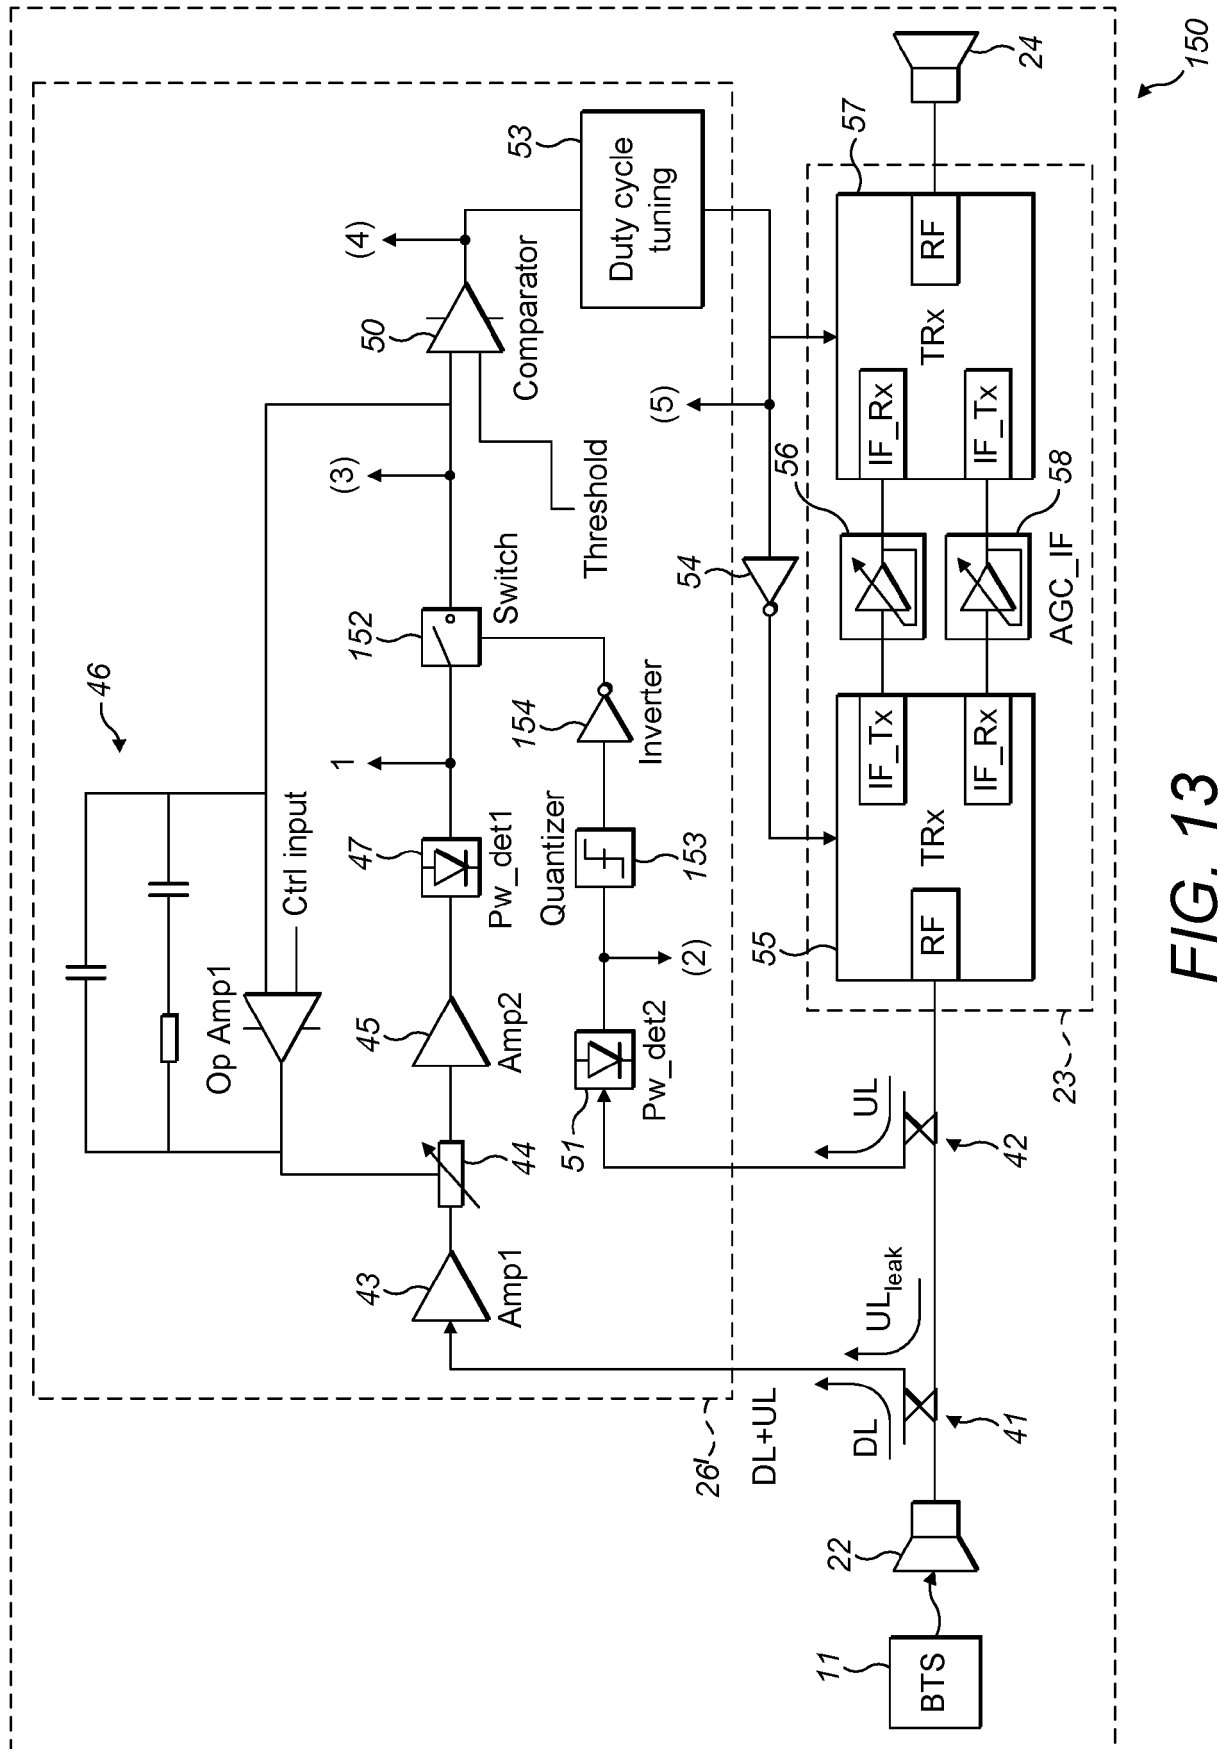 46
Op Amp1
Ctrl input
43
Amp1
44
45
Amp2
47
Pw_det1
1
152
Switch
(3)
Threshold
50
Comparator
(4)
53
Duty cycle
tuning
51
Pw_det2
(2)
Quantizer
153
154
Inverter
(5)
54
26'
DL+UL
DL
UL_leak
UL
11
BTS
22
41
42
23
55
RF
TRx
IF_Tx
IF_Rx
56
58
AGC_IF
57
IF_Rx
IF_Tx
TRx
RF
24
150
FIG. 13